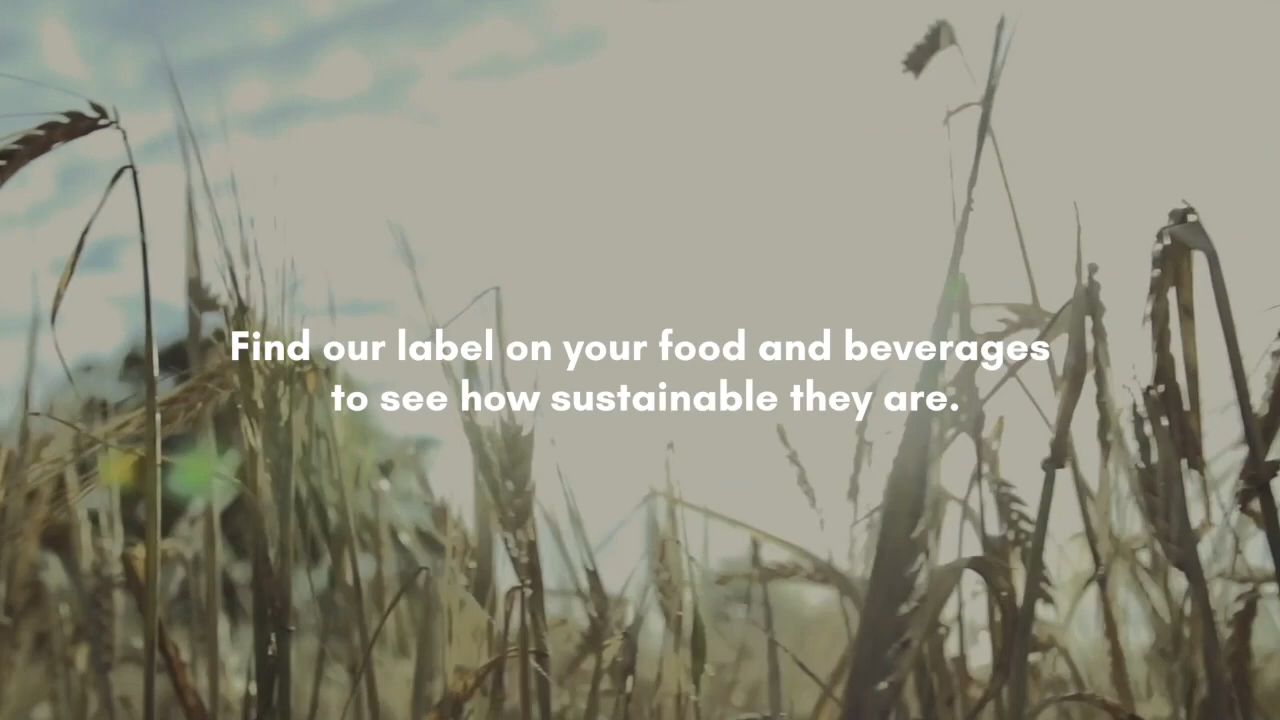 Find our label on your food and beverages
to see how sustainable they are.